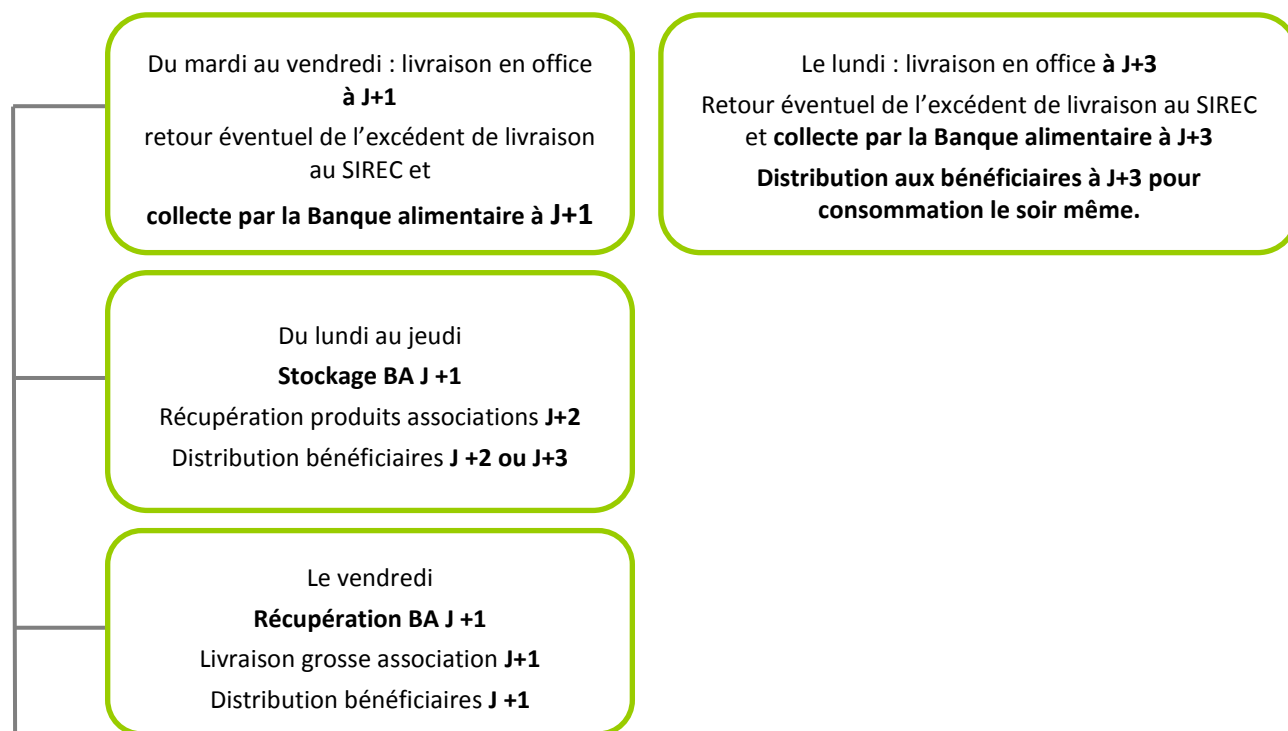 Du mardi au vendredi : livraison en office
à J+1
retour éventuel de l’excédent de livraison
au SIREC et
collecte par la Banque alimentaire à J+1
Le lundi : livraison en office à J+3
Retour éventuel de l’excédent de livraison au SIREC
et collecte par la Banque alimentaire à J+3
Distribution aux bénéficiaires à J+3 pour
consommation le soir même.
Du lundi au jeudi
Stockage BA J +1
Récupération produits associations J+2
Distribution bénéficiaires J +2 ou J+3
Le vendredi
Récupération BA J +1
Livraison grosse association J+1
Distribution bénéficiaires J +1